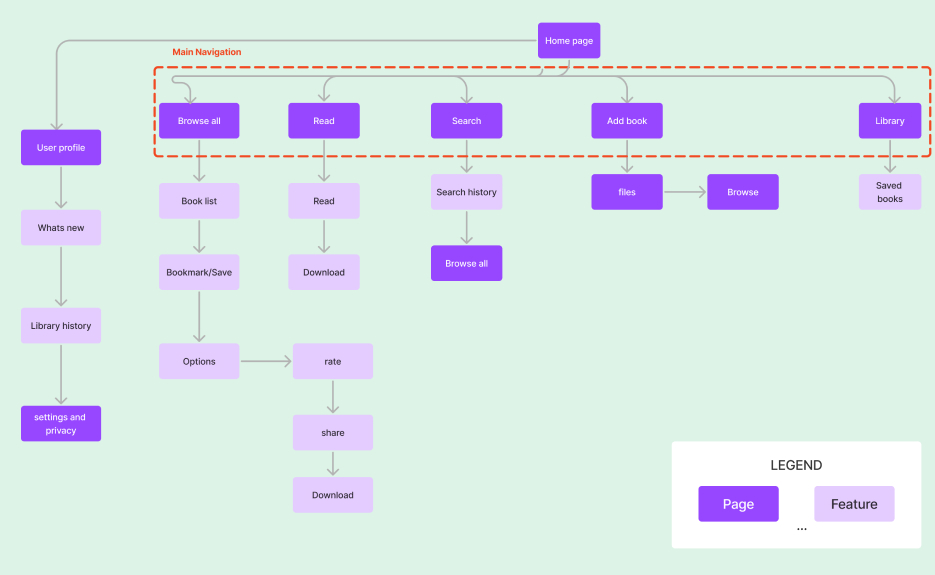 Home page
Main Navigation
Browse all
Read
Search
Add book
Library
User profile
Book list
Read
Search history
files
Browse
Saved
books
Whats new
Bookmark/Save
Download
Browse all
Library history
Options
rate
settings and
privacy
share
Download
LEGEND
Page
Feature
...